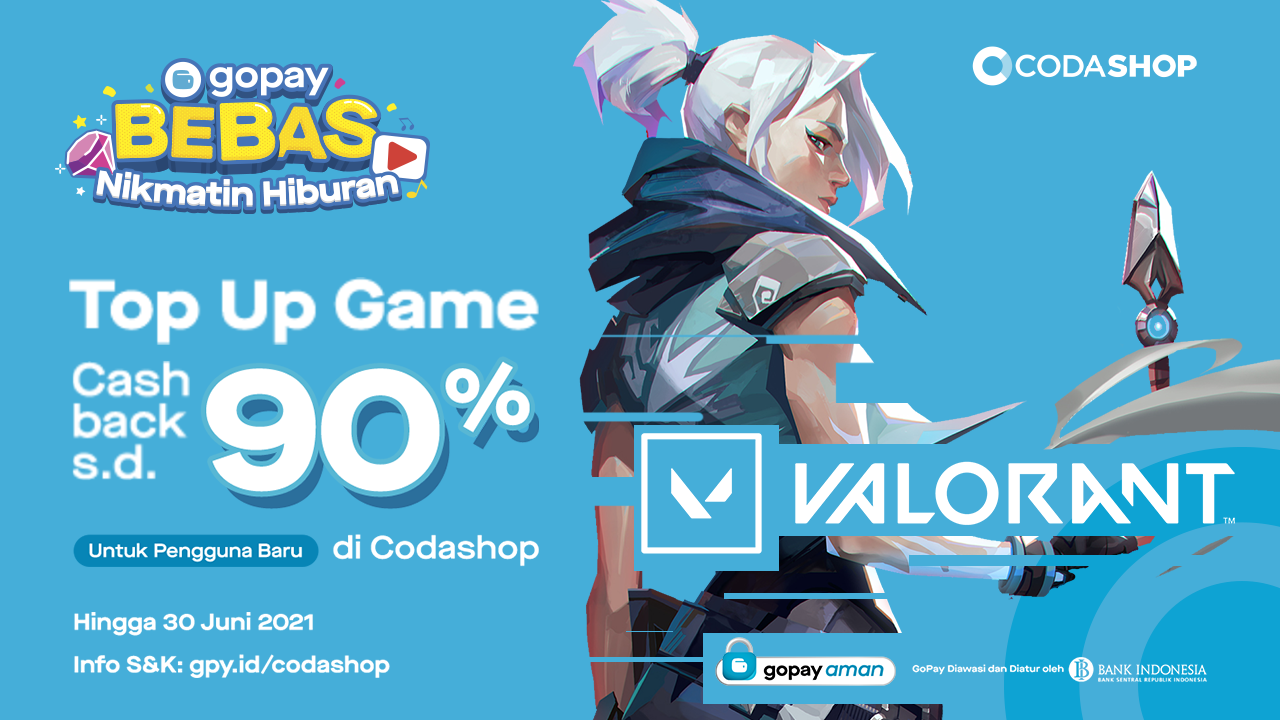 gopay
BEBAS
Nikmatin Hiburan
CODASHOP
Top Up Game
Cash
back
s.d.
90%
Untuk Pengguna Baru
di Codashop
Hingga 30 Juni 2021
Info S&K: gpy.id/codashop
VALORANT
TM
gopay aman
GoPay Diawasi dan Diatur oleh
BANK INDONESIA
BANK SENTRAL REPUBLIK INDONESIA